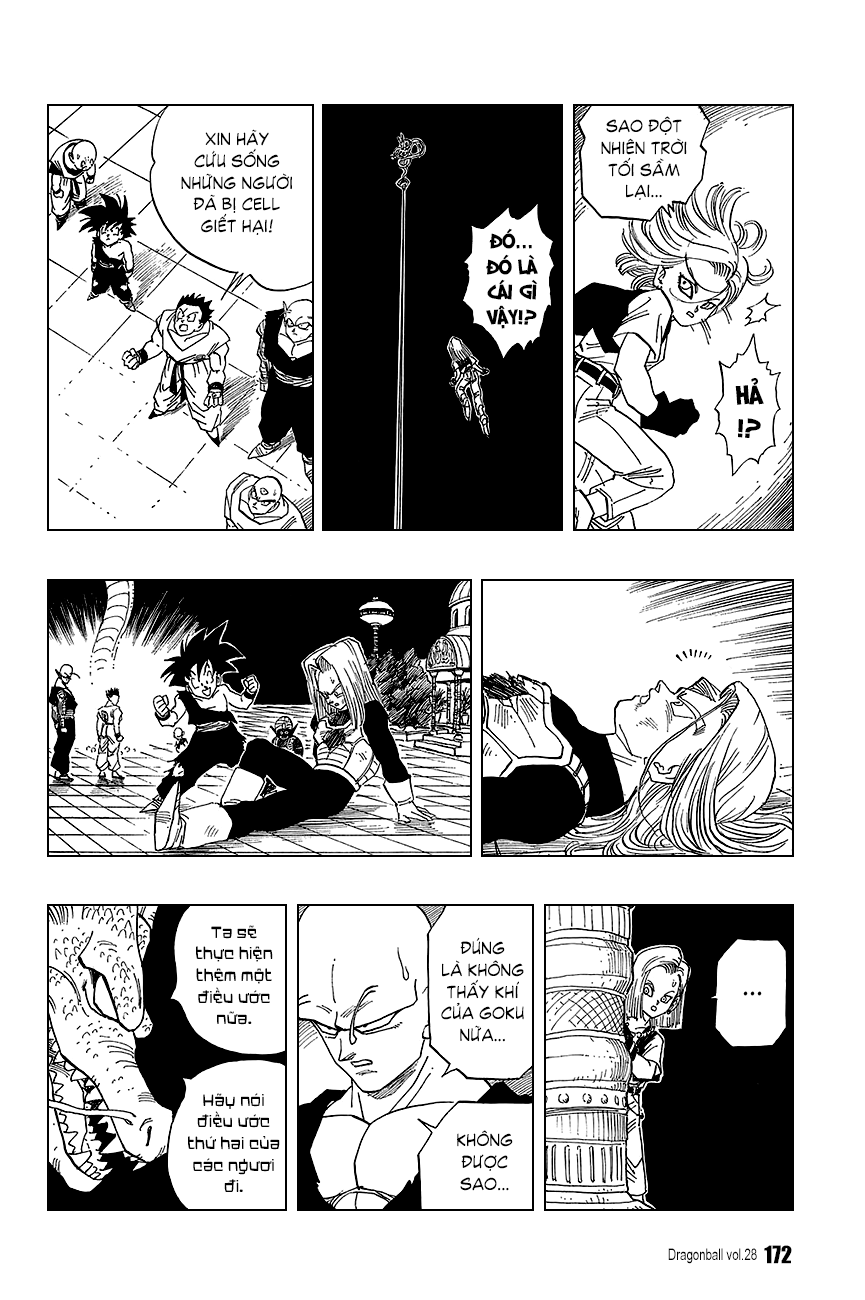 XIN HÃY
CỨU SỐNG
NHỮNG NGƯỜI
ĐÃ BỊ CELL
GIẾT HẠI!
ĐÓ...
ĐÓ LÀ
CÁI GÌ
VẬY!?
SAO ĐỘT
NHIÊN TRỜI
TỐI SẦM
LẠI...
HẢ
!?
Ta sẽ
thực hiện
thêm một
điều ước
nữa.
Hãy nói
điều ước
thứ hai của
các ngươi
đi.
ĐÚNG
LÀ KHÔNG
THẤY KHÍ
CỦA GOKU
NỮA...
KHÔNG
ĐƯỢC
SAO...
...
Dragonball vol.28 172